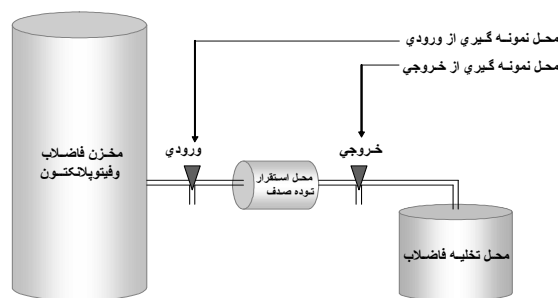 محل نمونه گيري از ورودي
محل نمونه گيري از خروجي
ورودي
خروجي
مخزن فاضلاب
وفيتوپلانكتون
محل استقرار
توده صدف
محل تخليه فاضلاب